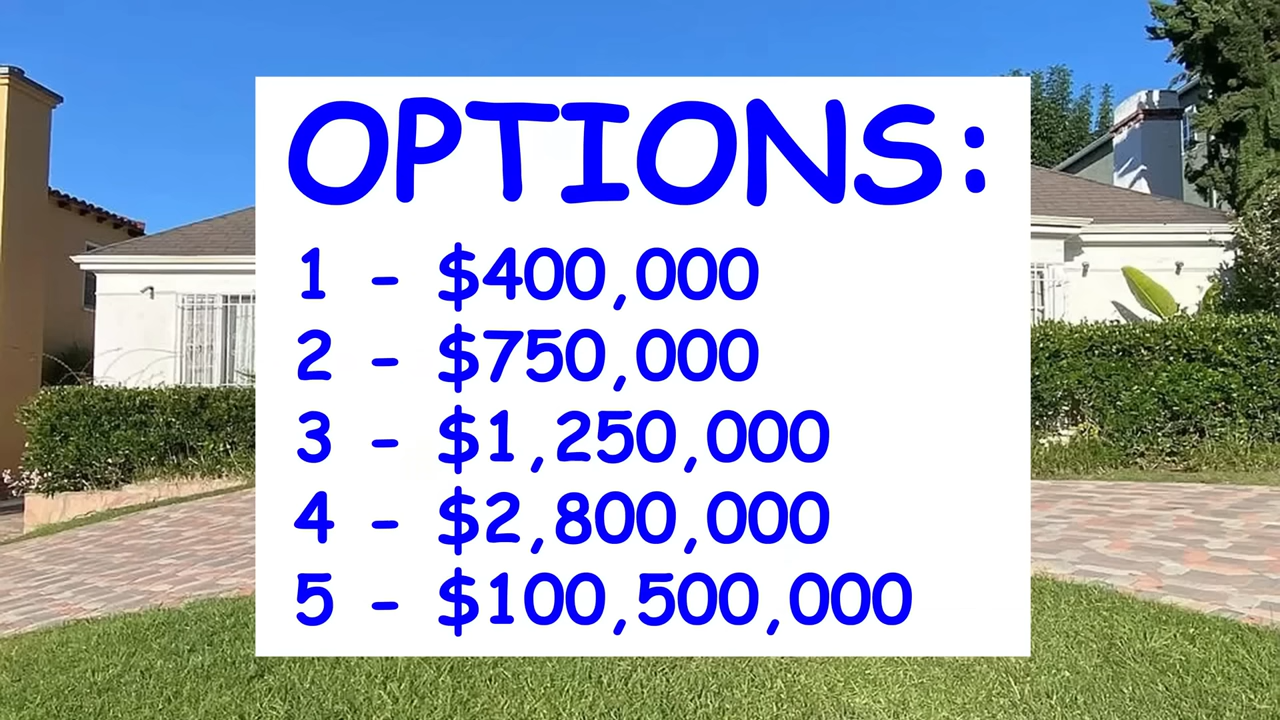 OPTIONS:
1 - $400,000
2 - $750,000
3 - $1,250,000
4 - $2,800,000
5 - $100,500,000